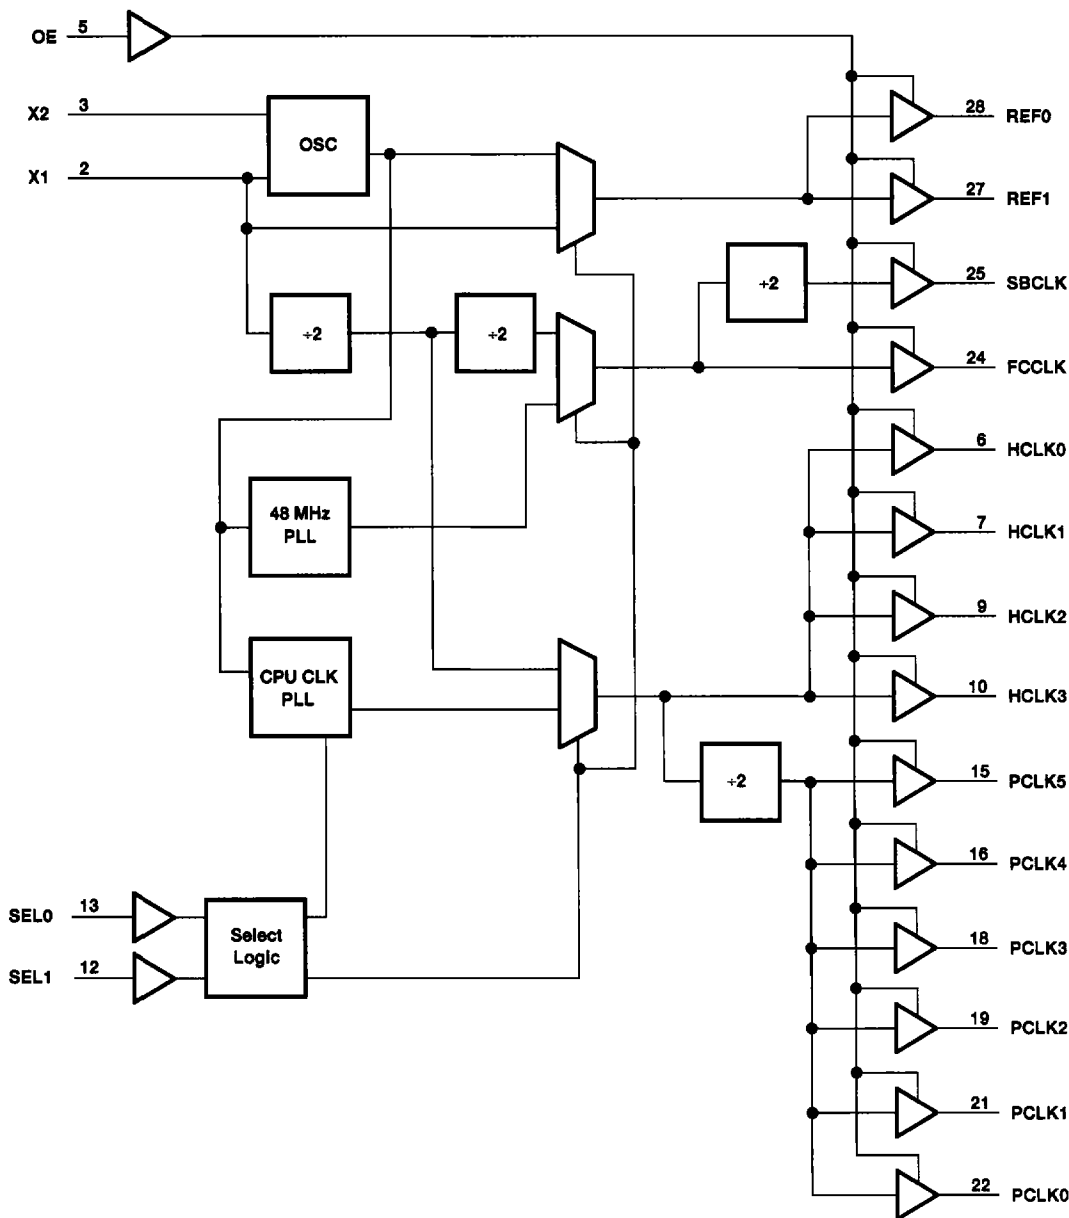 OE 5
X2 3
OSC
28 REF0
X1 2
27 REF1
÷2
25 SBCLK
÷2
÷2
24 FCCLK
6 HCLK0
48 MHz
PLL
7 HCLK1
9 HCLK2
CPU CLK
PLL
10 HCLK3
÷2
15 PCLK5
16 PCLK4
SEL0 13
Select
Logic
18 PCLK3
SEL1 12
19 PCLK2
21 PCLK1
22 PCLK0